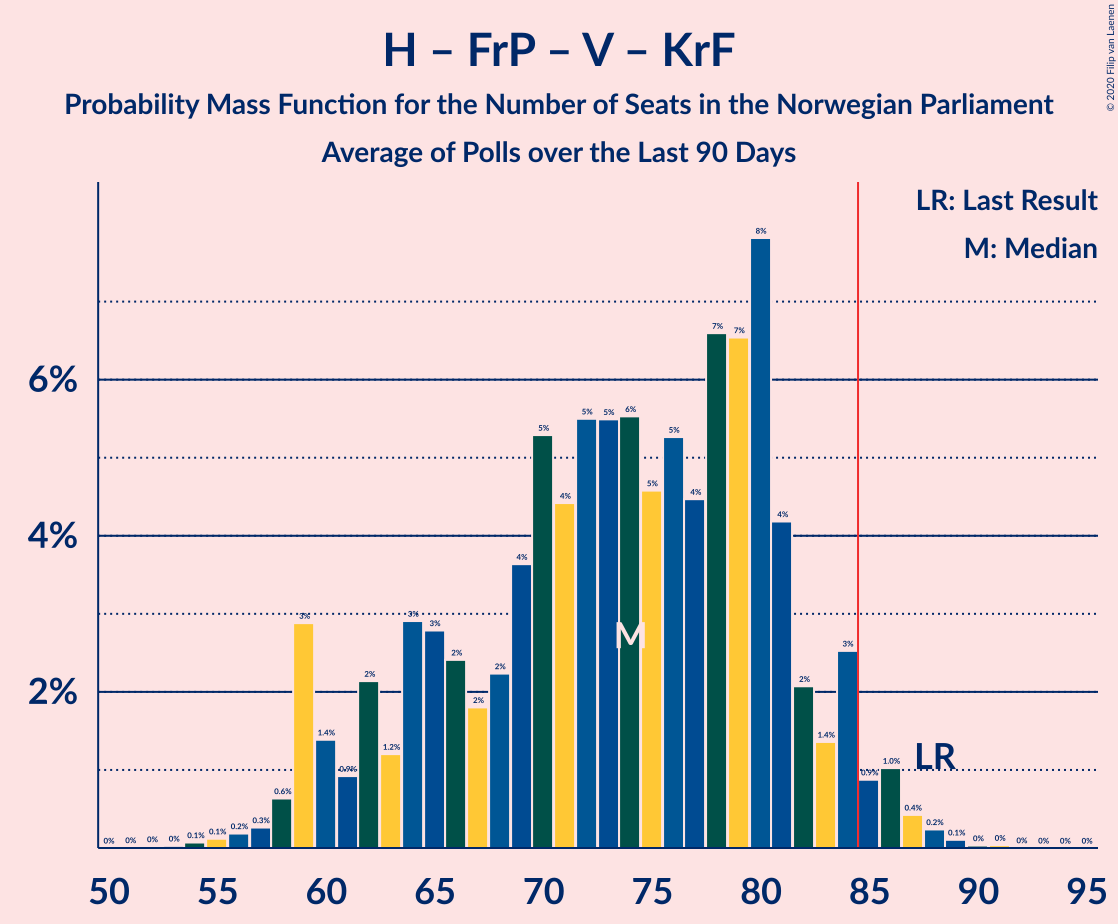 H – FrP – V – KrF
Probability Mass Function for the Number of Seats in the Norwegian Parliament
Average of Polls over the Last 90 Days
© 2020 Filip van Laenen
LR: Last Result
M: Median
6%
4%
2%
0% 0% 0% 0% 0.1% 0.1% 0.2% 0.3% 0.6% 3% 1.4% 0.9% 2% 1.2% 3% 3% 2% 2% 2% 4% 5% 4% 5% 5% 6% 5% 5% 4% 7% 7% 8% 4% 2% 1.4% 3% 0.9% 1.0% 0.4% 0.2% 0.1% 0% 0% 0% 0% 0% 0%
M
LR
50 55 60 65 70 75 80 85 90 95